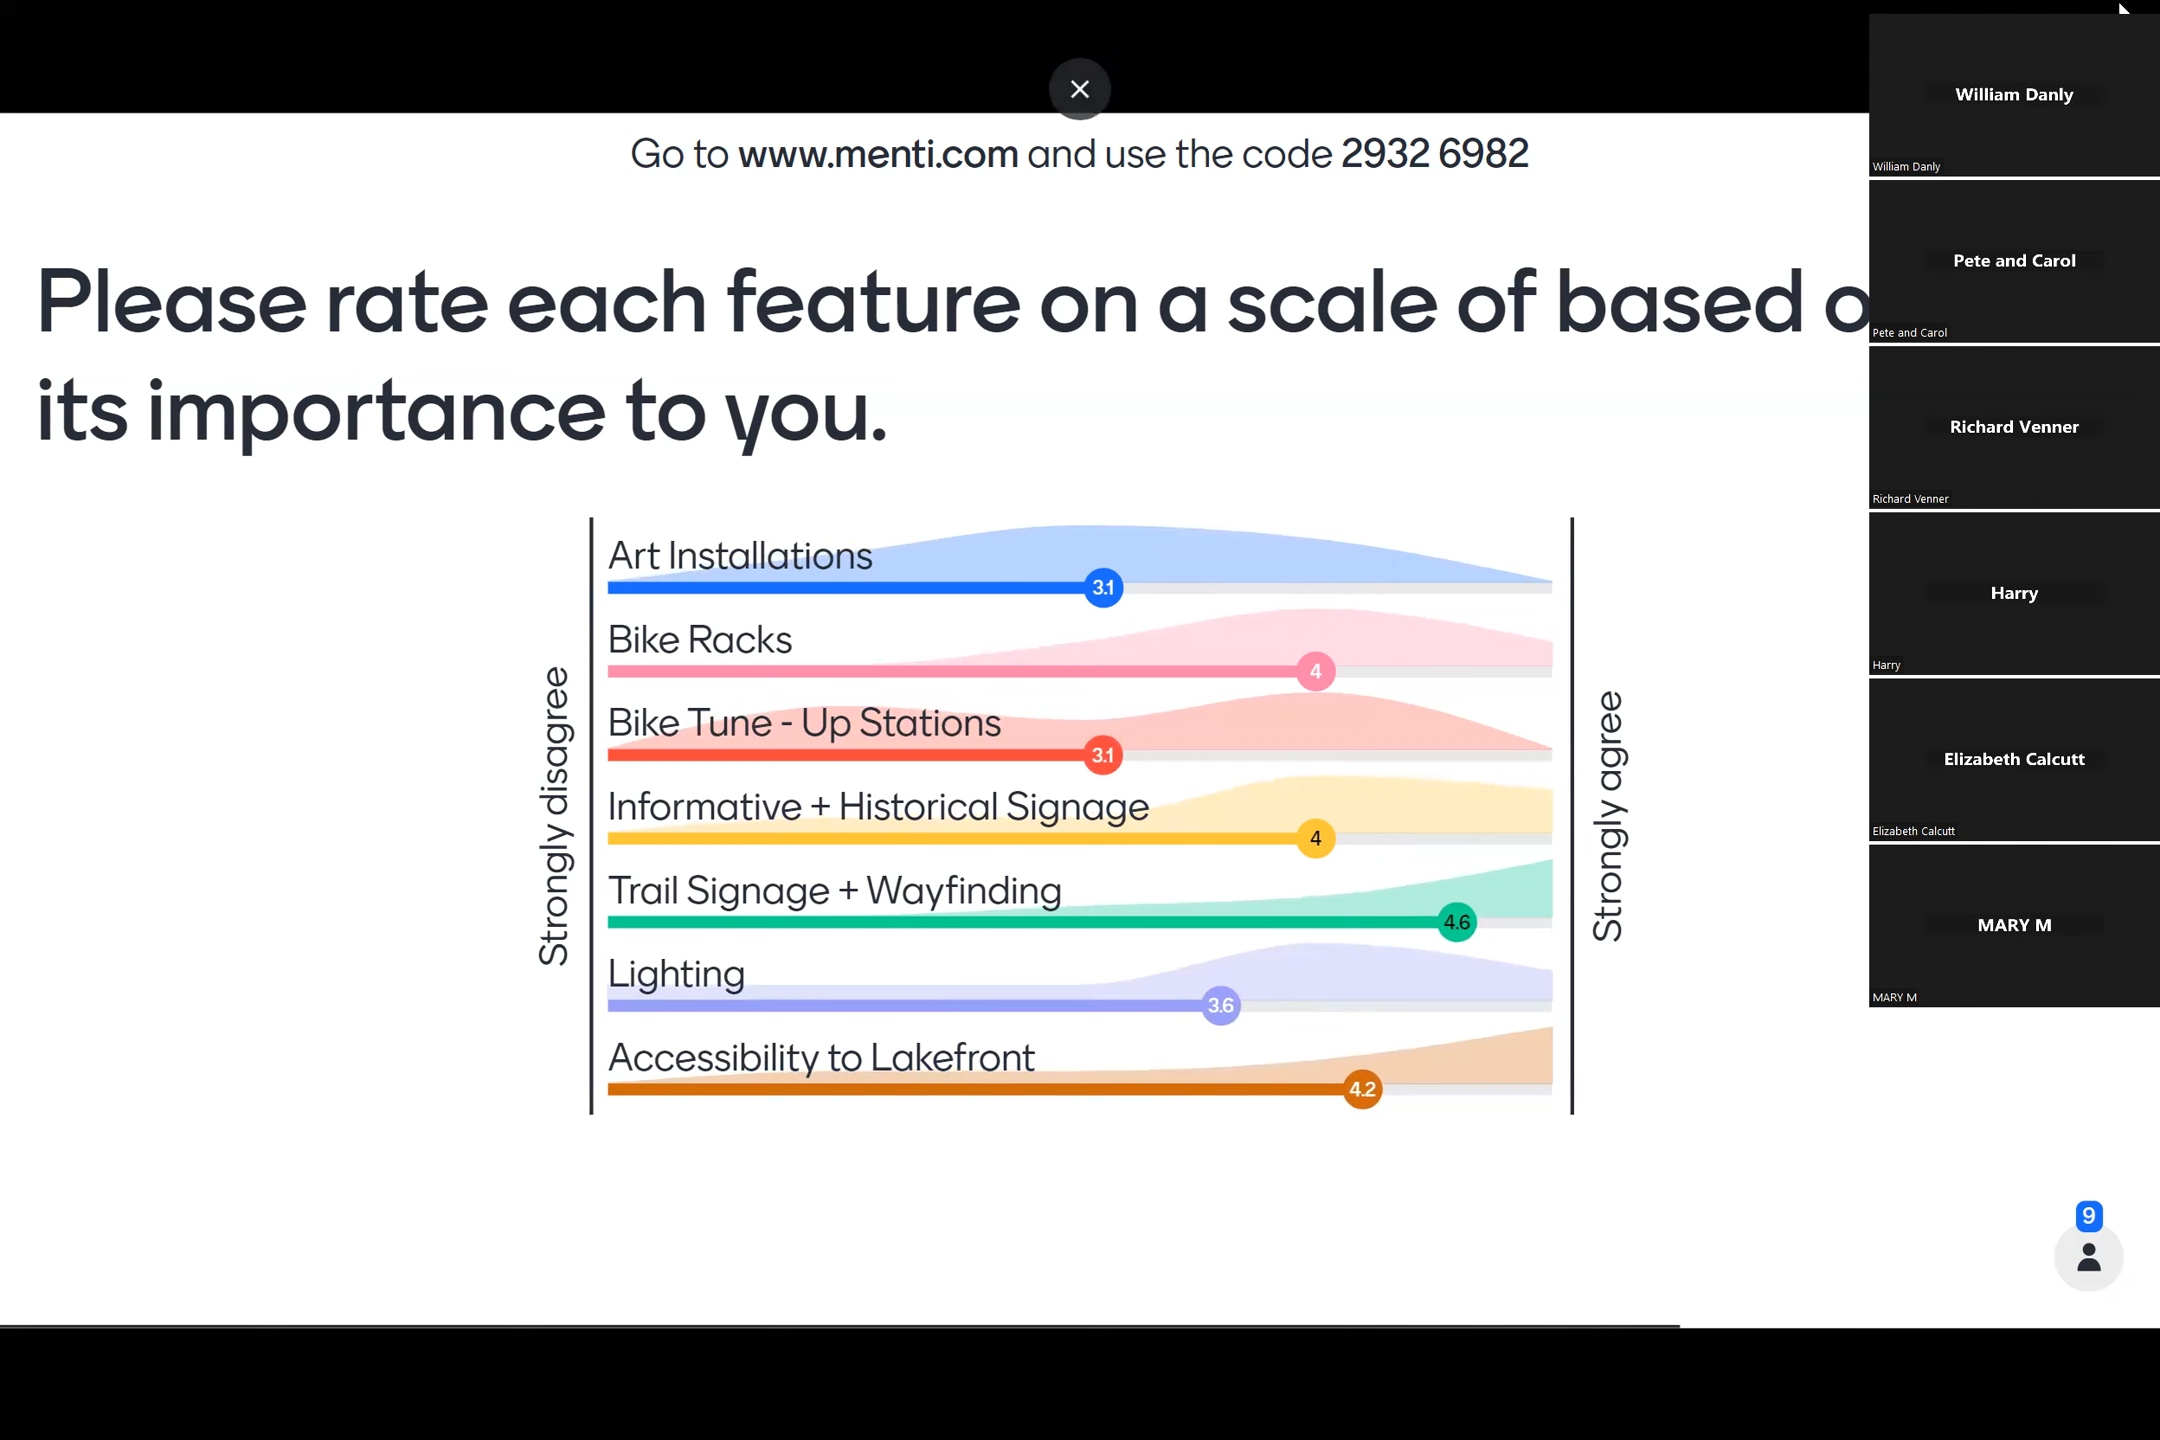 Go to www.menti.com and use the code 2932 6982
Please rate each feature on a scale of based o
its importance to you.
Strongly disagree
Art Installations
3.1
Bike Racks
4
Bike Tune - Up Stations
3.1
Informative + Historical Signage
4
Trail Signage + Wayfinding
4.6
Lighting
3.6
Accessibility to Lakefront
4.2
Strongly agree
9
William Danly
William Danly
Pete and Carol
Pete and Carol
Richard Venner
Richard Venner
Harry
Harry
Elizabeth Calcutt
Elizabeth Calcutt
MARY M
MARY M